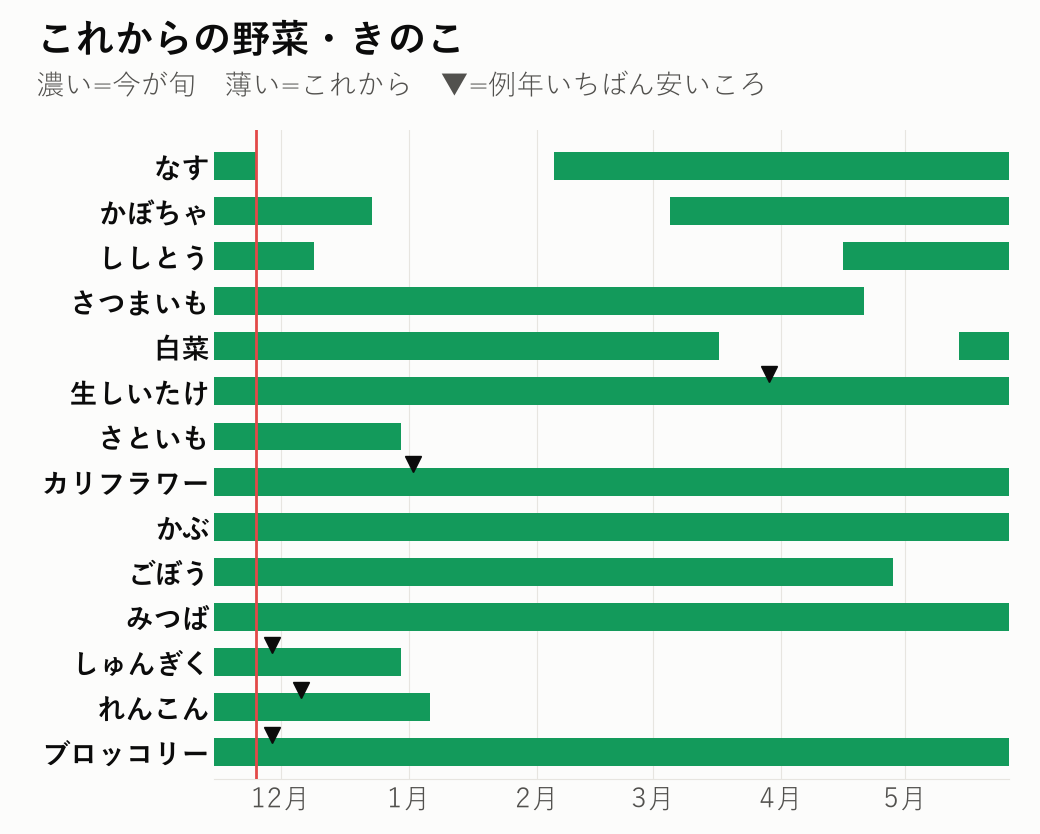 これからの野菜・きのこ
濃い=今が旬　薄い=これから　▼=例年いちばん安いころ
なす
かぼちゃ
ししとう
さつまいも
白菜
生しいたけ
さといも
カリフラワー
かぶ
ごぼう
みつば
しゅんぎく
れんこん
ブロッコリー
12月 1月 2月 3月 4月 5月